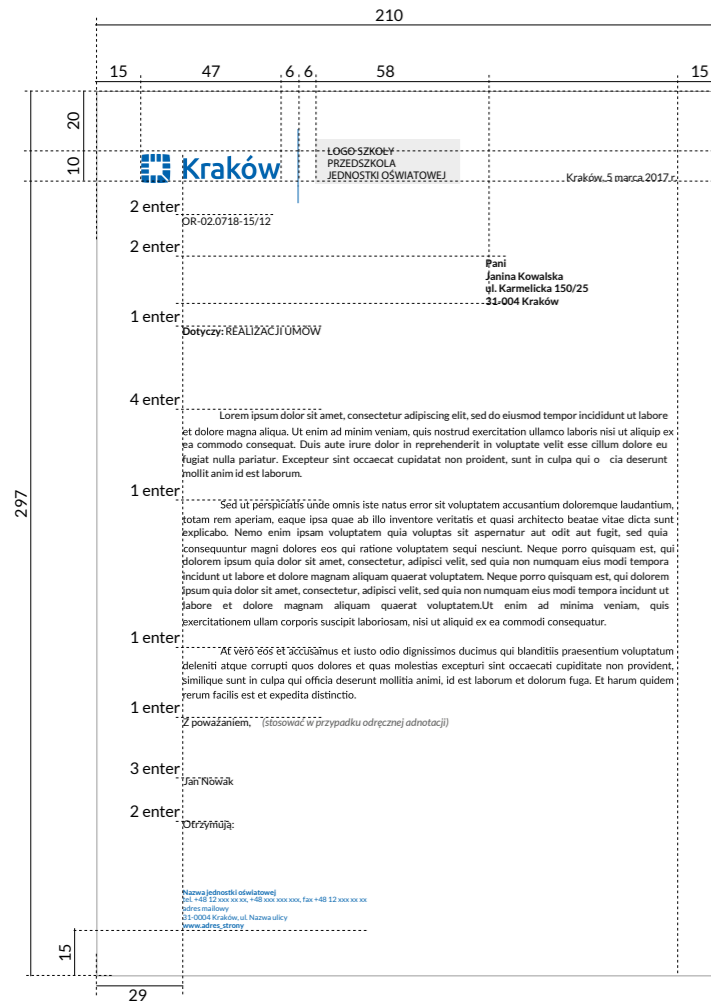 210
15 47 6 6 58 15
20
10
Kraków
LOGO SZKOŁY
PRZEDSZKOLA
JEDNOSTKI OŚWIATOWEJ
Kraków, 5 marca 2017 r.
2 enter
OR-02.0718-15/12
2 enter
Pani
Janina Kowalska
ul. Karmelicka 150/25
31-004 Kraków
1 enter
Dotyczy: REALIZACJI UMÓW
4 enter
Lorem ipsum dolor sit amet, consectetur adipiscing elit, sed do eiusmod tempor incididunt ut labore
et dolore magna aliqua. Ut enim ad minim veniam, quis nostrud exercitation ullamco laboris nisi ut aliquip ex
ea commodo consequat. Duis aute irure dolor in reprehenderit in voluptate velit esse cillum dolore eu
fugiat nulla pariatur. Excepteur sint occaecat cupidatat non proident, sunt in culpa qui o cia deserunt
mollit anim id est laborum.
297
1 enter
Sed ut perspiciatis unde omnis iste natus error sit voluptatem accusantium doloremque laudantium,
totam rem aperiam, eaque ipsa quae ab illo inventore veritatis et quasi architecto beatae vitae dicta sunt
explicabo. Nemo enim ipsam voluptatem quia voluptas sit aspernatur aut odit aut fugit, sed quia
consequuntur magni dolores eos qui ratione voluptatem sequi nesciunt. Neque porro quisquam est, qui
dolorem ipsum quia dolor sit amet, consectetur, adipisci velit, sed quia non numquam eius modi tempora
incidunt ut labore et dolore magnam aliquam quaerat voluptatem. Neque porro quisquam est, qui dolorem
ipsum quia dolor sit amet, consectetur, adipisci velit, sed quia non numquam eius modi tempora incidunt ut
labore et dolore magnam aliquam quaerat voluptatem.Ut enim ad minima veniam, quis
exercitationem ullam corporis suscipit laboriosam, nisi ut aliquid ex ea commodi consequatur.
1 enter
At vero eos et accusamus et iusto odio dignissimos ducimus qui blanditiis praesentium voluptatum
deleniti atque corrupti quos dolores et quas molestias excepturi sint occaecati cupiditate non provident,
similique sunt in culpa qui officia deserunt mollitia animi, id est laborum et dolorum fuga. Et harum quidem
rerum facilis est et expedita distinctio.
1 enter
Z poważaniem, (stosować w przypadku odręcznej adnotacji)
3 enter
Jan Nowak
2 enter
Otrzymują:
Nazwa jednostki oświatowej
tel. +48 12 xxx xx xx, +48 xxx xxx xxx, fax +48 12 xxx xx xx
adres mailowy
31-0004 Kraków, ul. Nazwa ulicy
www.adres_strony
15
29